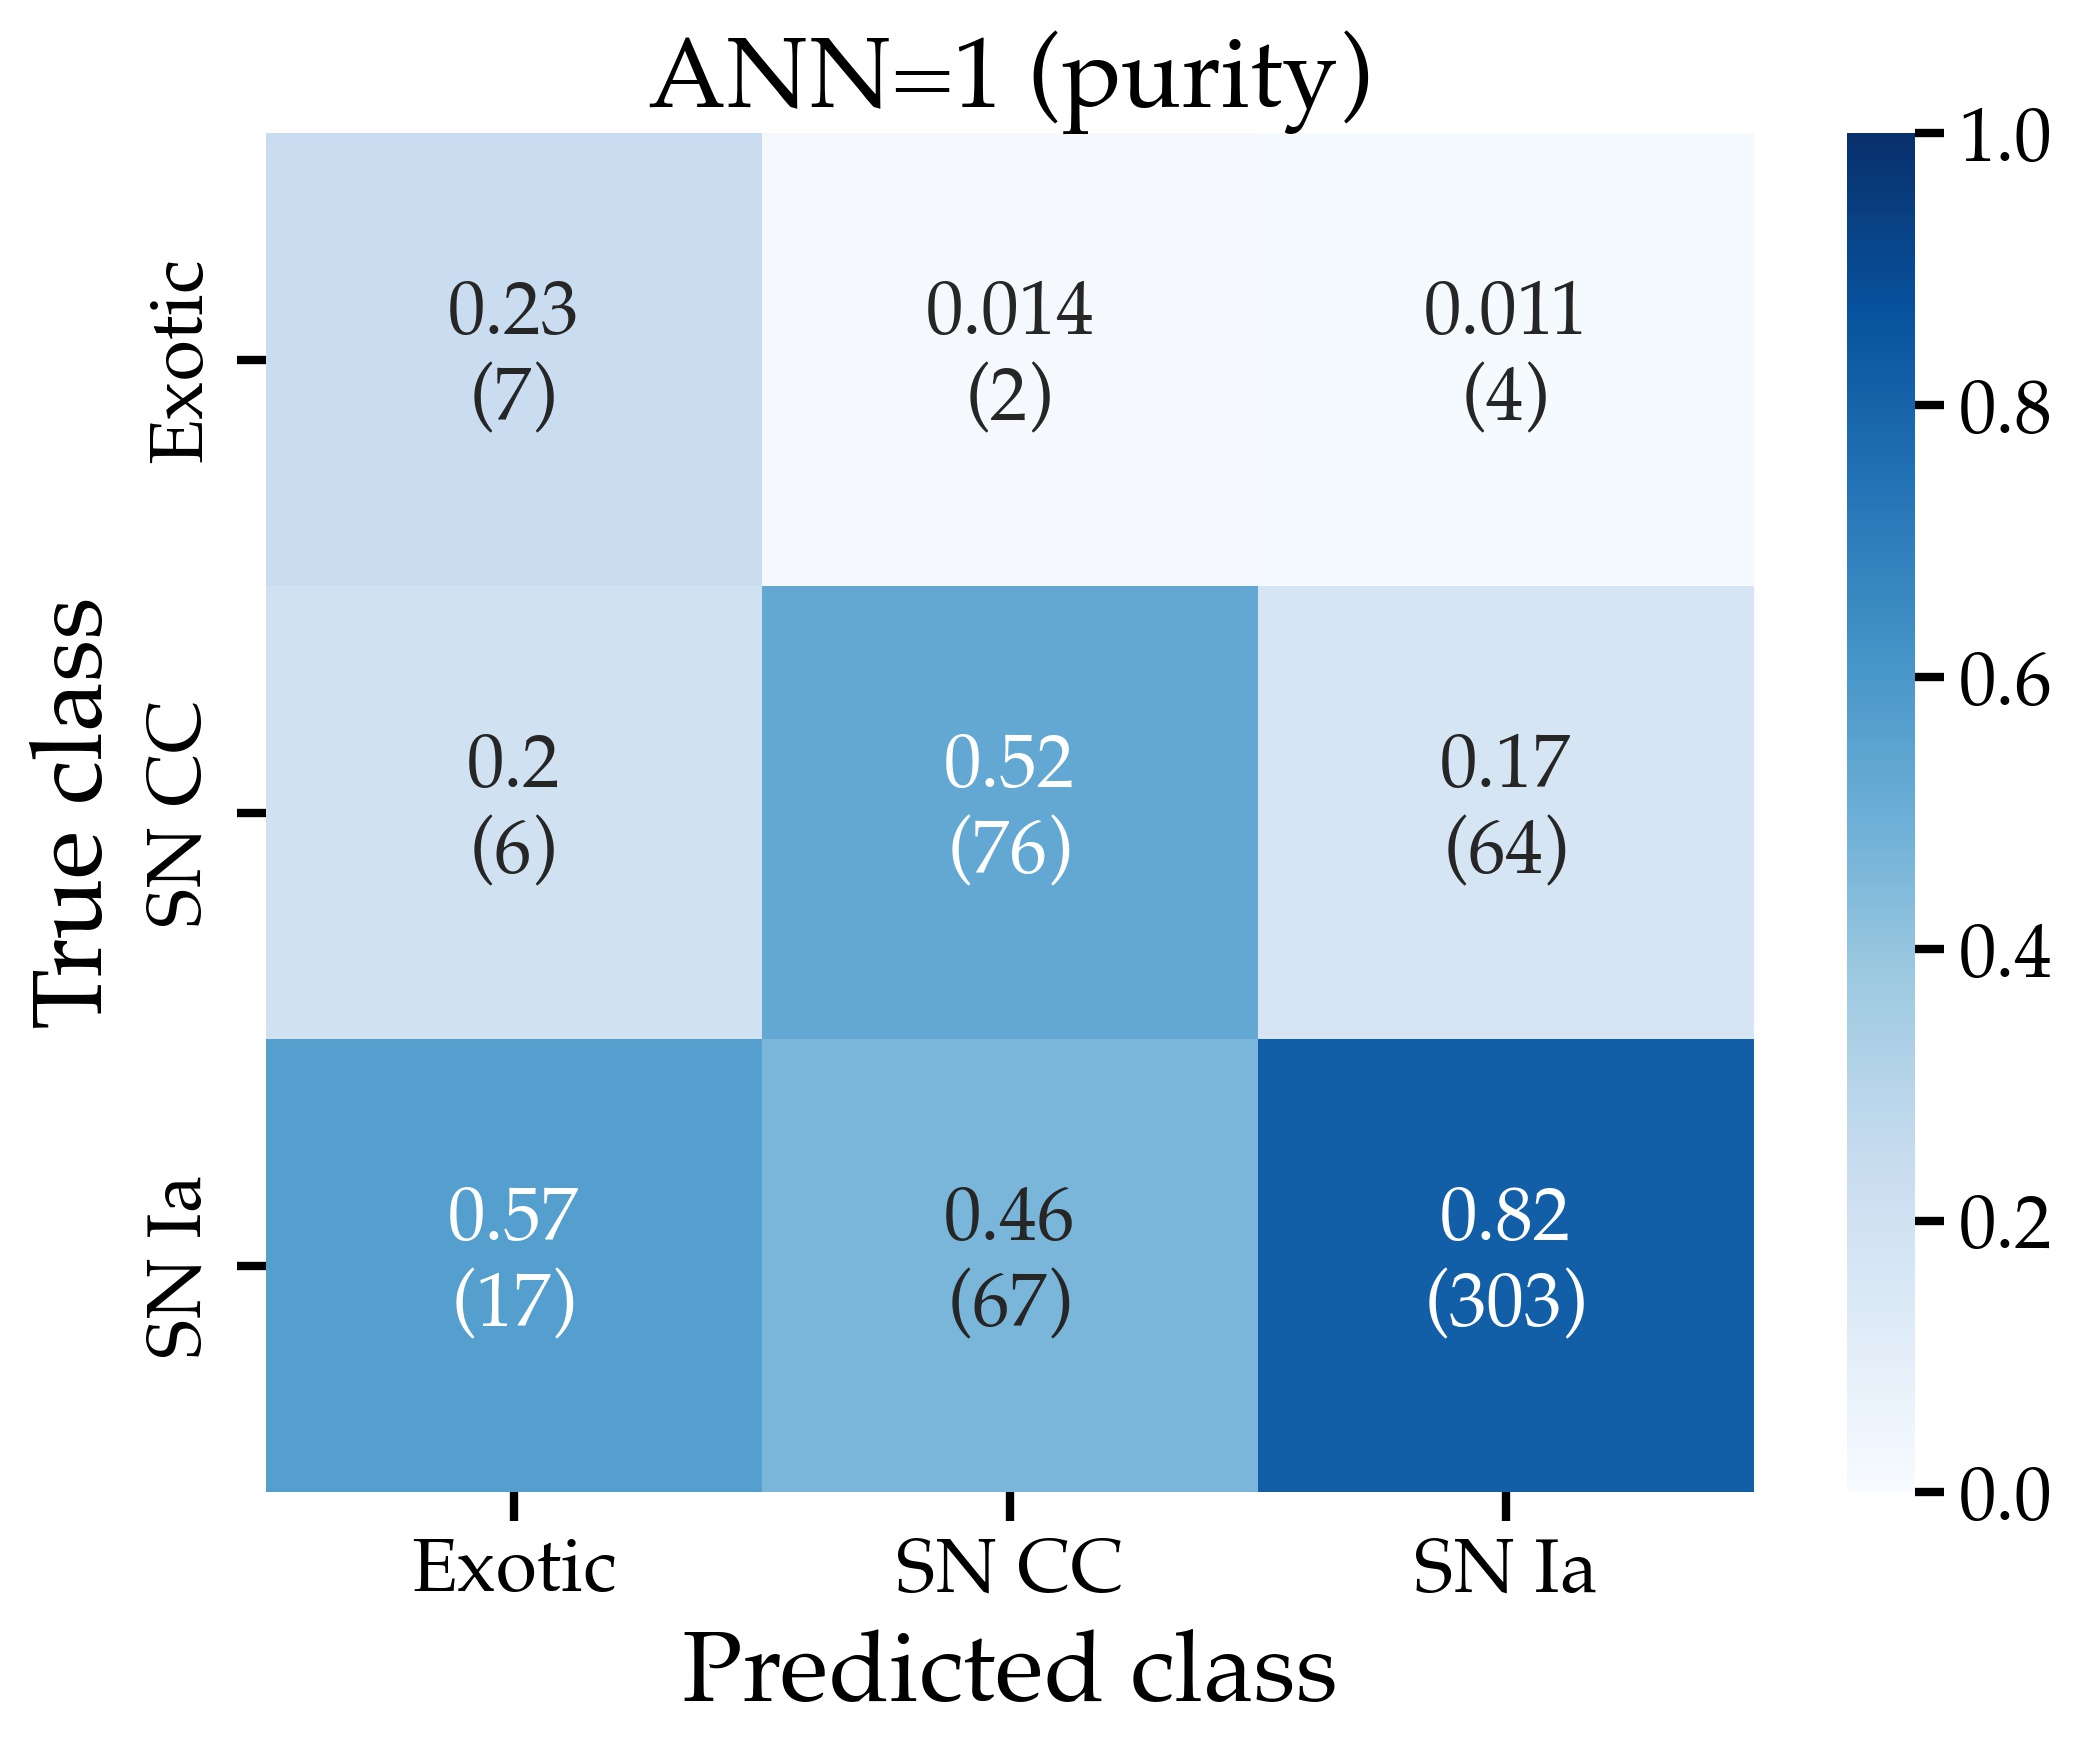 ANN=1 (purity)
1.0
Exotic
0.23
0.014
0.011
(7)
(2)
(4)
0.8
True class
SN CC
0.2
0.52
0.17
(6)
(76)
(64)
0.6
0.4
SN Ia
0.57
0.46
0.82
(17)
(67)
(303)
0.2
0.0
Exotic
SN CC
SN Ia
Predicted class